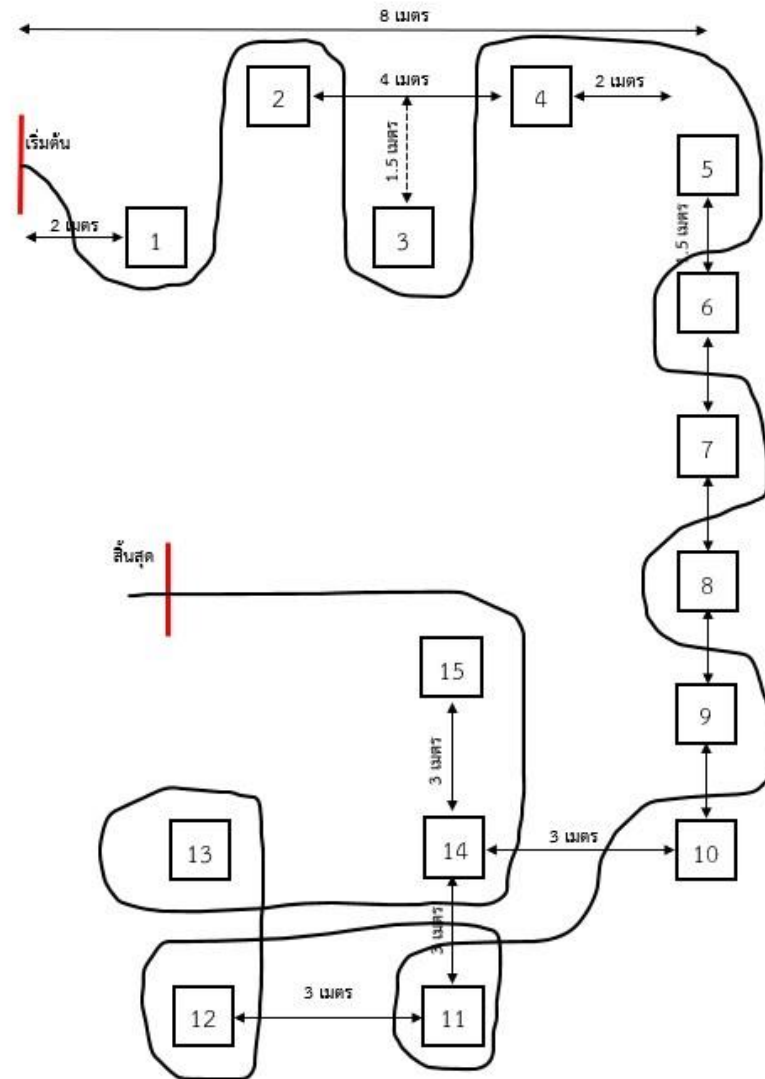 8 เมตร
2
4 เมตร
4
2 เมตร
เริ่มต้น
1.5 เมตร
5
2 เมตร
1
3
1.5 เมตร
6
7
สิ้นสุด
8
15
9
3 เมตร
13
14
3 เมตร
10
3 เมตร
12
3 เมตร
11